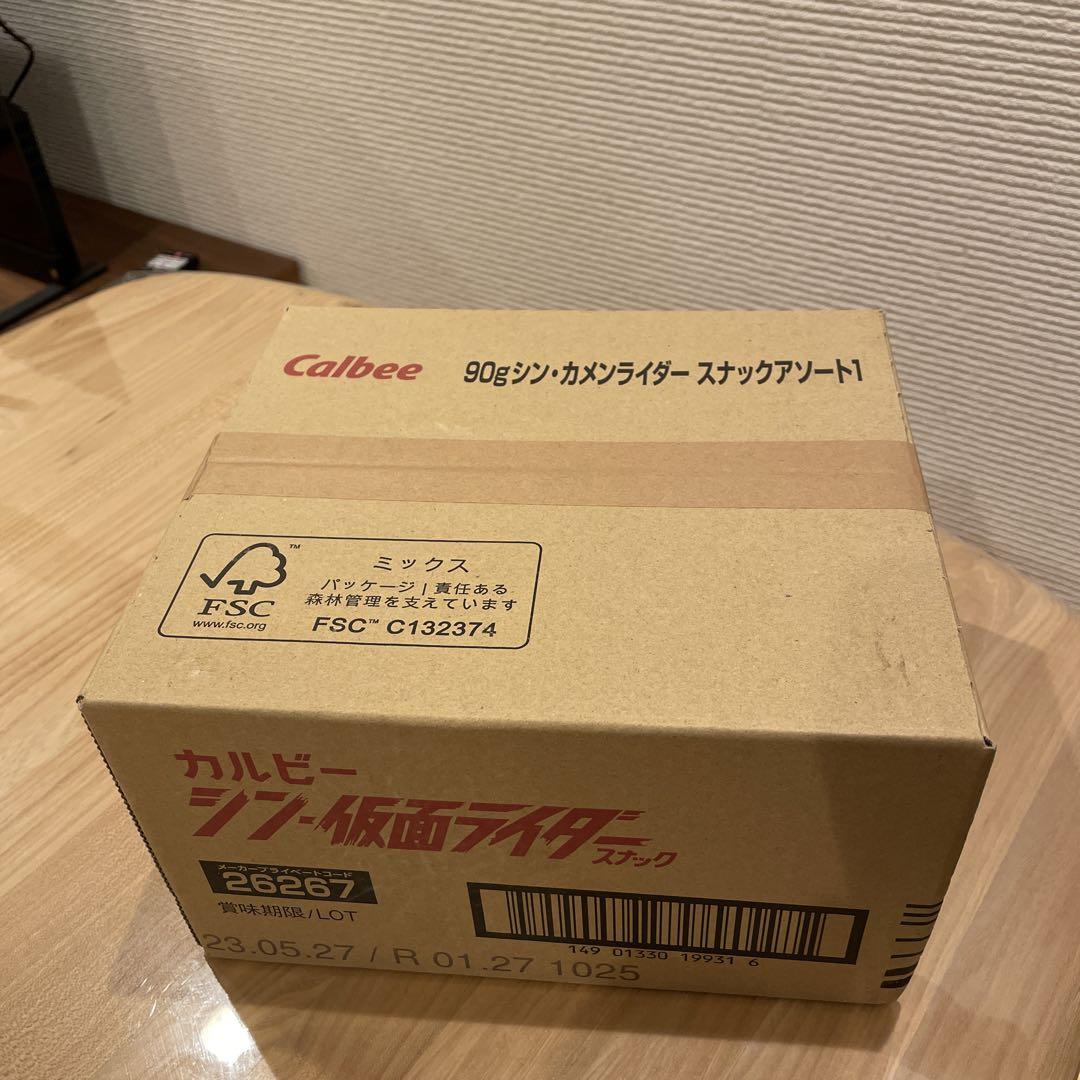 Calbee 90gシン・カメンライダー スナックアソート1
™
ミックス
パッケージ | 責任ある
森林管理を支えています
FSC™ C132374
FSC
www.fsc.org
カルビー
シン・仮面ライダー
スナック
メーカープライベートコード
26267
賞味期限/LOT
23.05.27 / R 01.27 1025
149 01330 19931 6